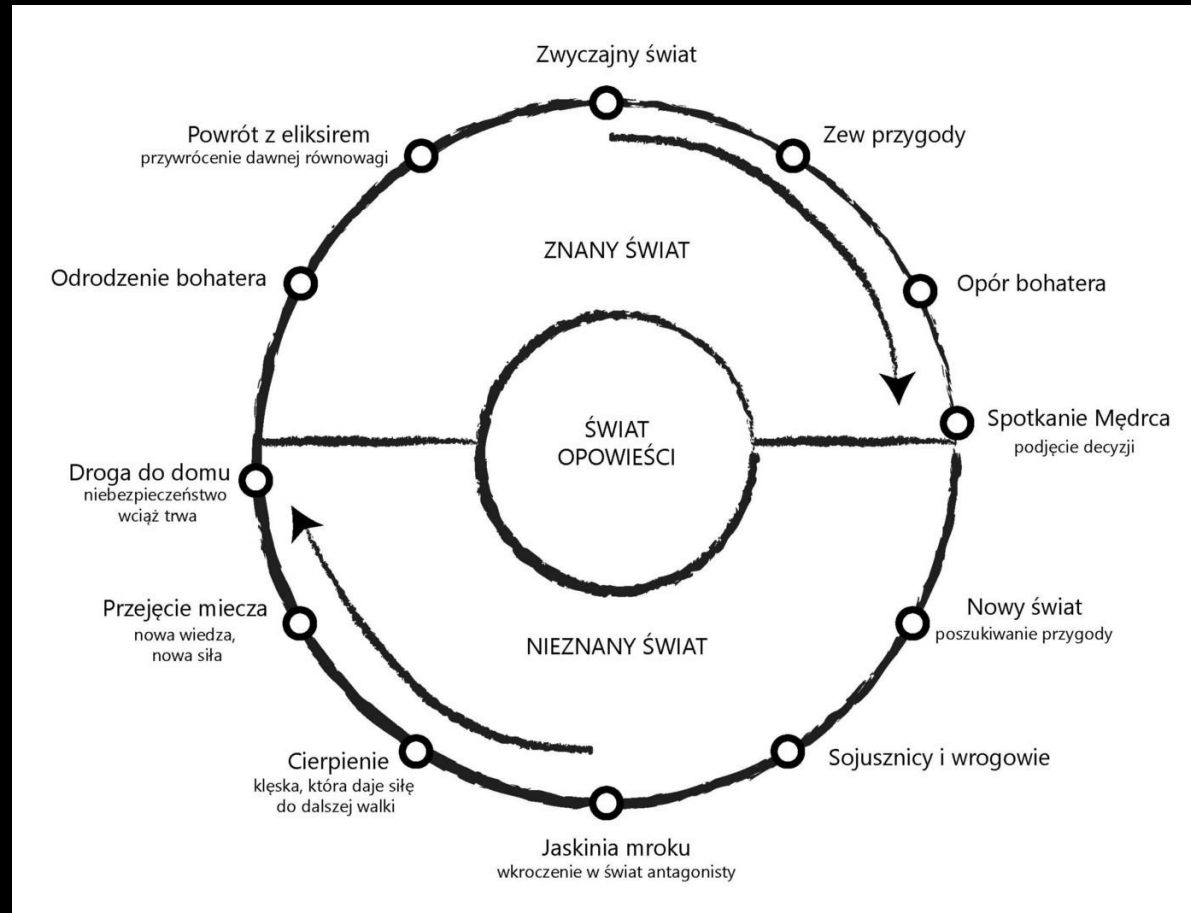 Zwyczajny świat
Zew przygody
Opór bohatera
Spotkanie Mędrca
podjęcie decyzji
Nowy świat
poszukiwanie przygody
Sojusznicy i wrogowie
Jaskinia mroku
wkroczenie w świat antagonisty
Cierpienie
klęska, która daje siłę
do dalszej walki
Przejęcie miecza
nowa wiedza,
nowa siła
Droga do domu
niebezpieczeństwo
wciąż trwa
Odrodzenie bohatera
Powrót z eliksirem
przywrócenie dawnej równowagi
ZNANY ŚWIAT
ŚWIAT
OPOWIEŚCI
NIEZNANY ŚWIAT